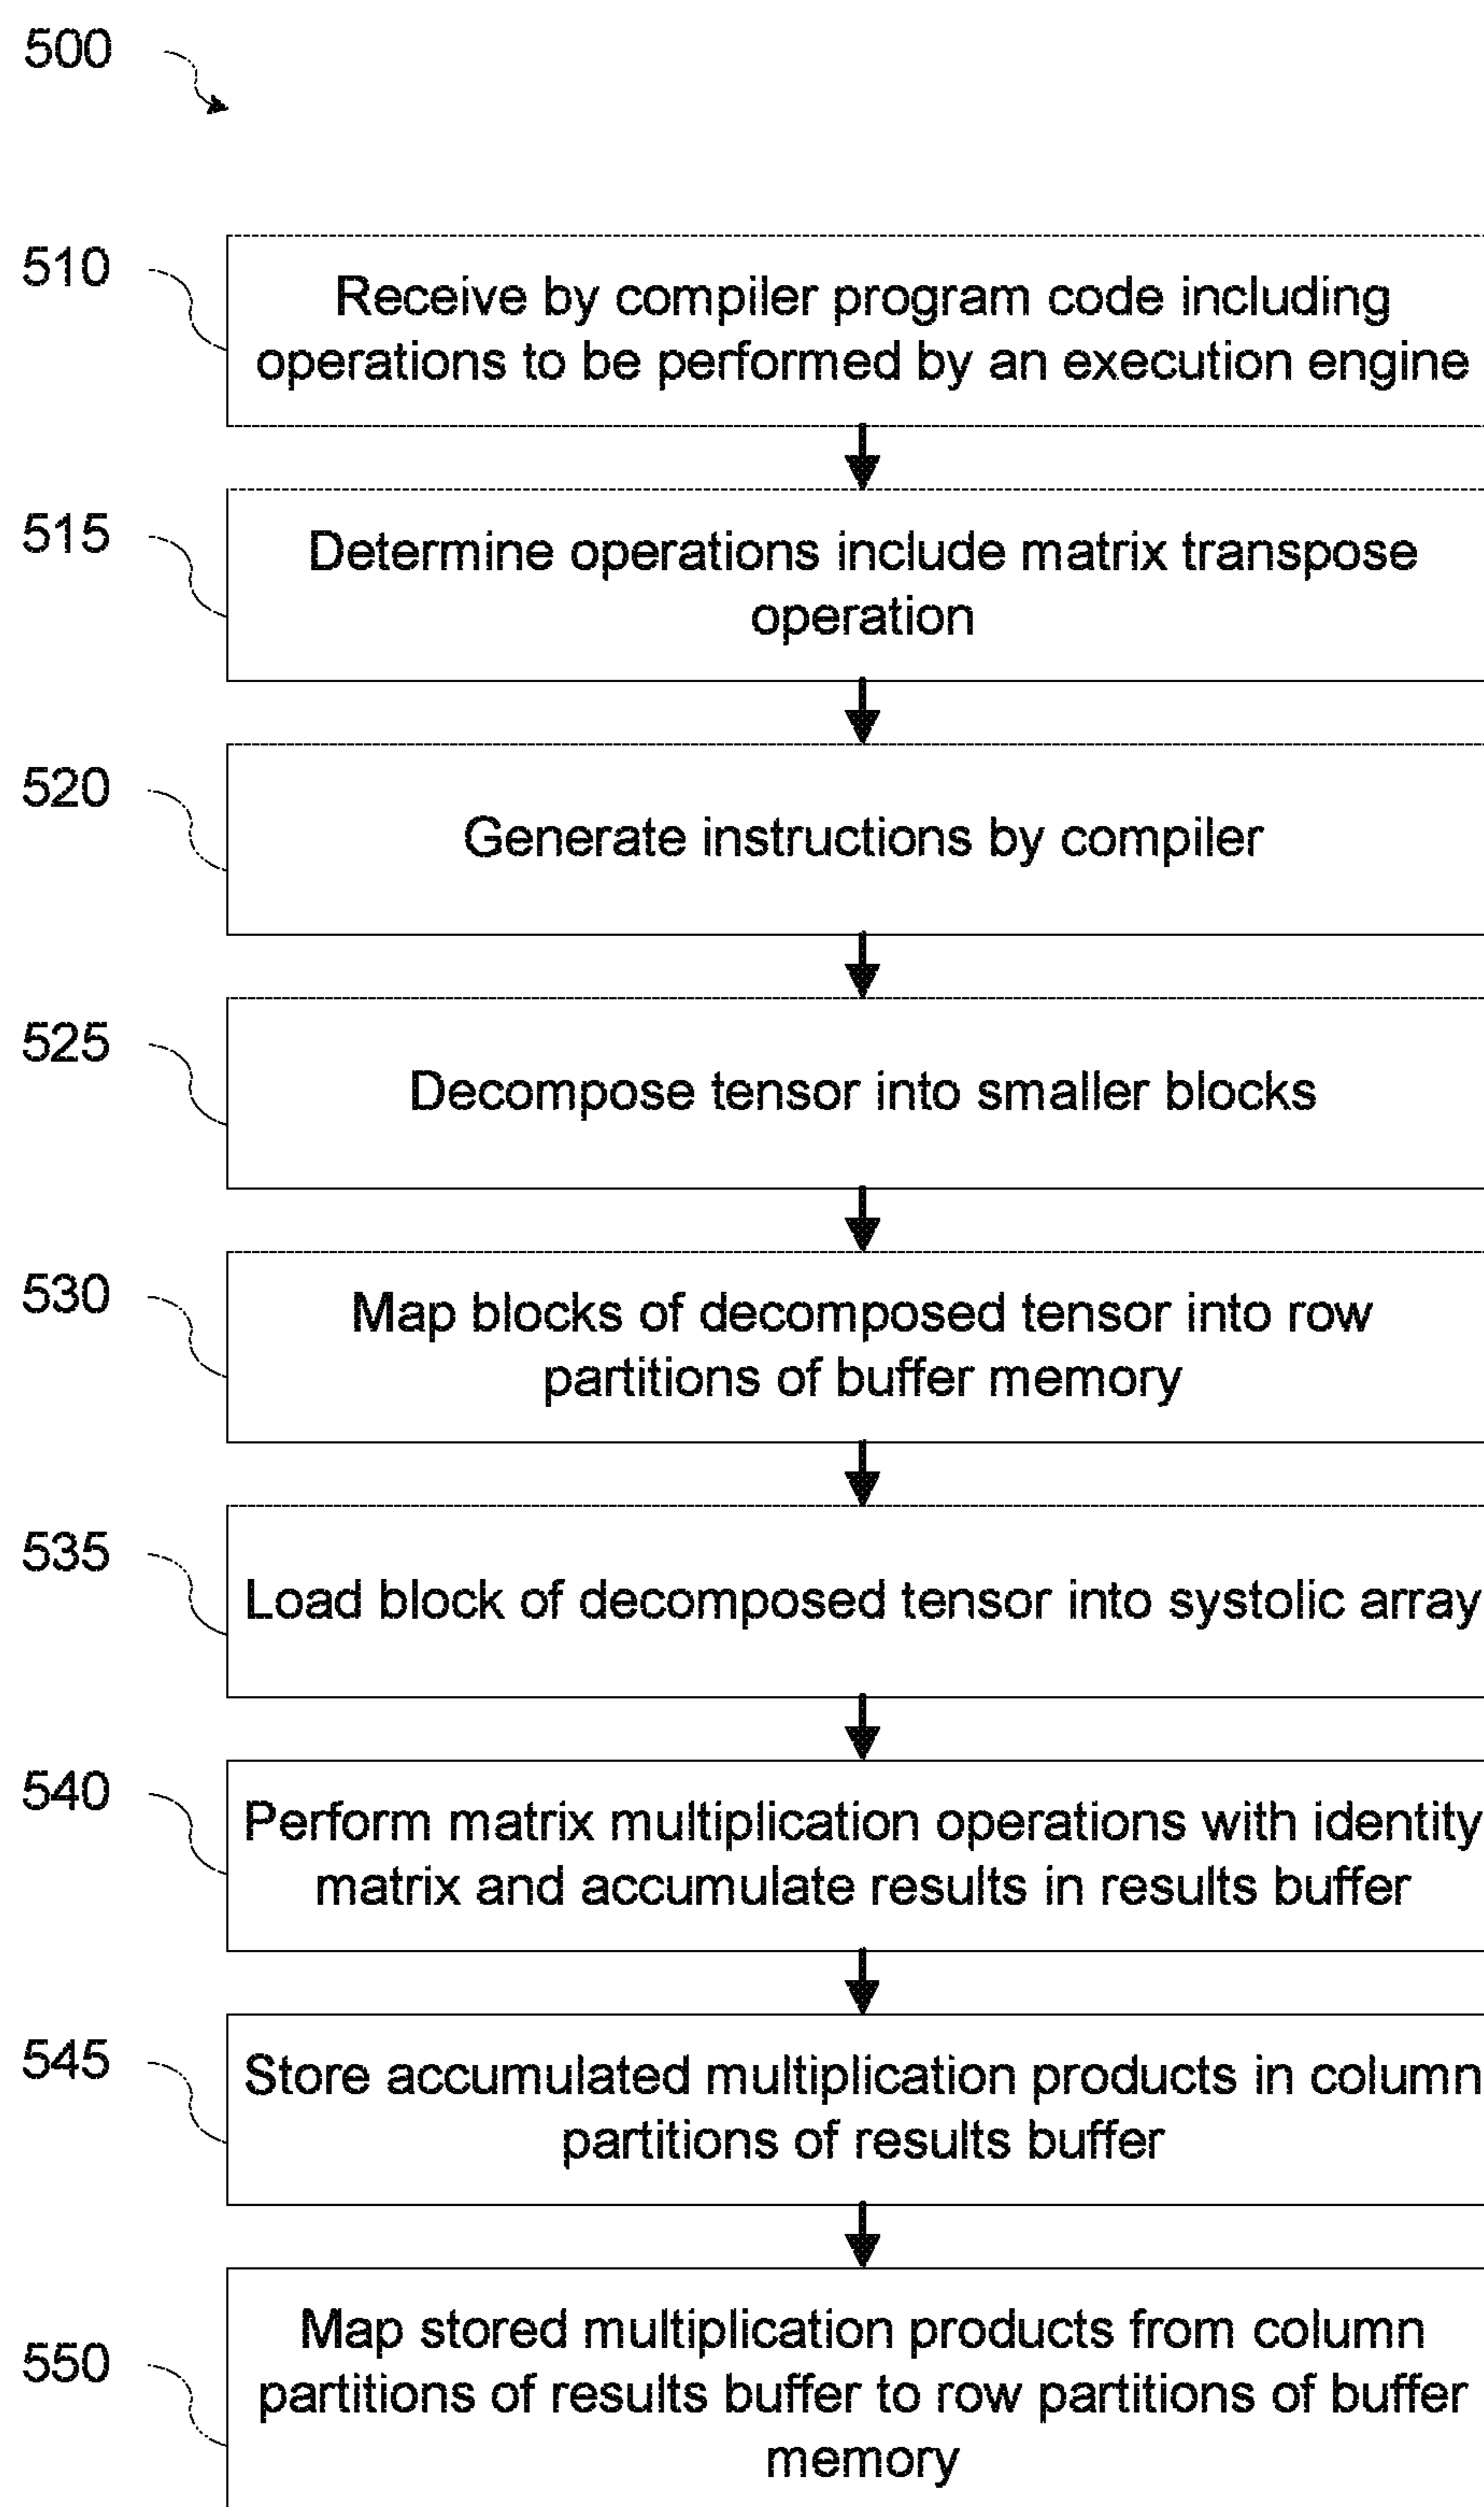 500
510
Receive by compiler program code including
operations to be performed by an execution engine
515
Determine operations include matrix transpose
operation
520
Generate instructions by compiler
525
Decompose tensor into smaller blocks
530
Map blocks of decomposed tensor into row
partitions of buffer memory
535
Load block of decomposed tensor into systolic array
540
Perform matrix multiplication operations with identity
matrix and accumulate results in results buffer
545
Store accumulated multiplication products in column
partitions of results buffer
550
Map stored multiplication products from column
partitions of results buffer to row partitions of buffer
memory